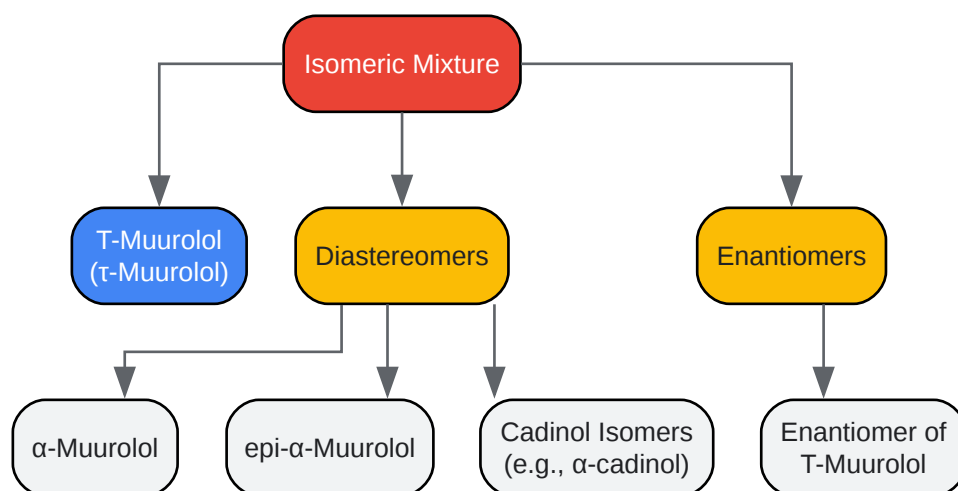 Isomeric Mixture
T-Muurolol
(τ-Muurolol)
Diastereomers
Enantiomers
α-Muurolol
epi-α-Muurolol
Cadinol Isomers
(e.g., α-cadinol)
Enantiomer of
T-Muurolol